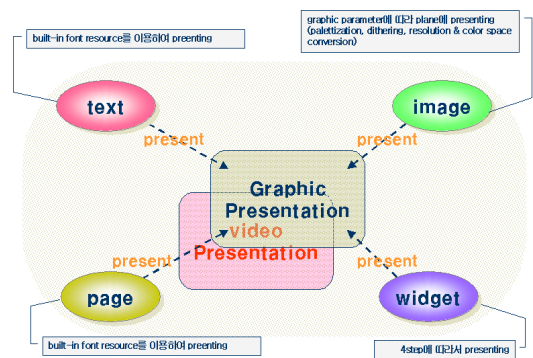 built-in font resource를 이용하여 preenting
graphic parameter에 따라 plane에 presenting
(palettization, dithering, resolution & color space
conversion)
text
image
present
present
Graphic
Presentation
video
Presentation
present
present
page
widget
built-in font resource를 이용하여 preenting
4step에 따라서 presenting